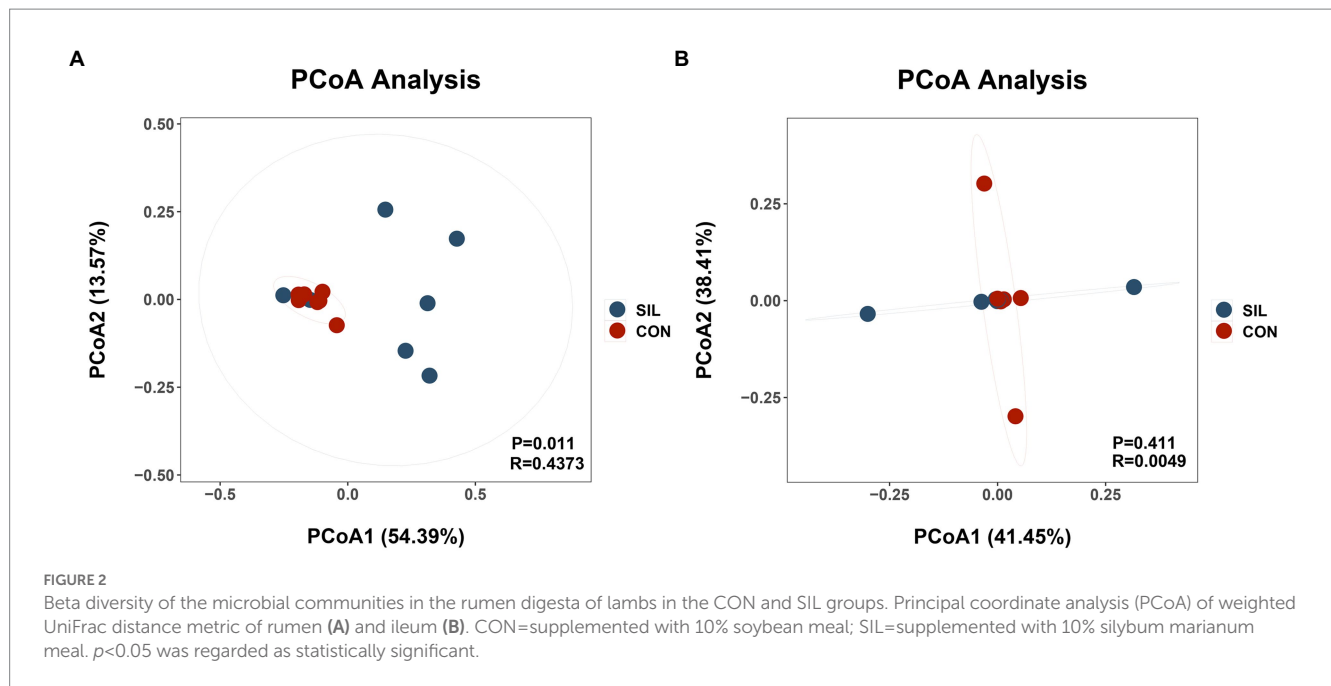 A
PCoA Analysis
0.50
0.25
0.00
−0.25
−0.50
PCoA2 (13.57%)
−0.5
0.0
0.5
PCoA1 (54.39%)
P=0.011
R=0.4373
SIL
CON
B
PCoA Analysis
0.25
0.00
−0.25
PCoA2 (38.41%)
−0.25
0.00
0.25
PCoA1 (41.45%)
P=0.411
R=0.0049
SIL
CON
FIGURE 2
Beta diversity of the microbial communities in the rumen digesta of lambs in the CON and SIL groups. Principal coordinate analysis (PCoA) of weighted
UniFrac distance metric of rumen (A) and ileum (B). CON=supplemented with 10% soybean meal; SIL=supplemented with 10% silybum marianum
meal. p<0.05 was regarded as statistically significant.